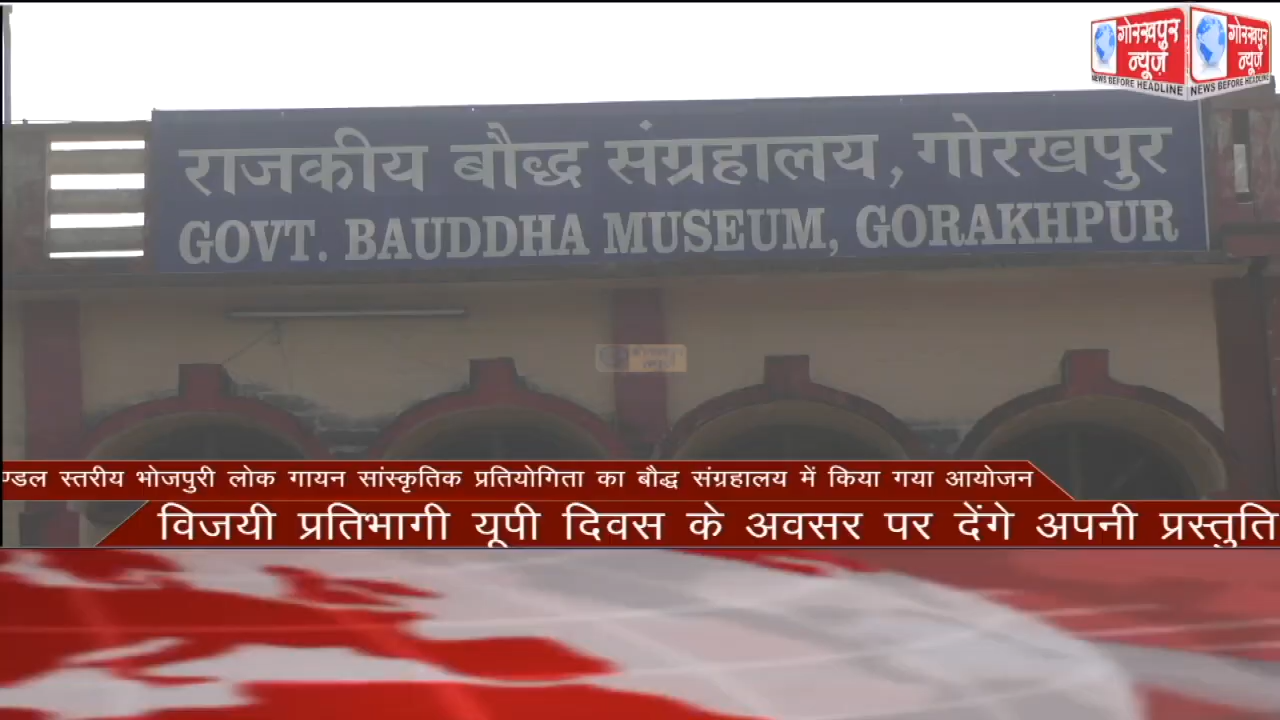 गोरखपुर
न्यूज़
NEWS BEFORE HEADLINE
गोरखपुर
न्यूज़
NEWS BEFORE HEADLINE
राजकीय बौद्ध संग्रहालय, गोरखपुर
GOVT. BAUDDHA MUSEUM, GORAKHPUR
ण्डल स्तरीय भोजपुरी लोक गायन सांस्कृतिक प्रतियोगिता का बौद्ध संग्रहालय में किया गया आयोजन
विजयी प्रतिभागी यूपी दिवस के अवसर पर देंगे अपनी प्रस्तुति